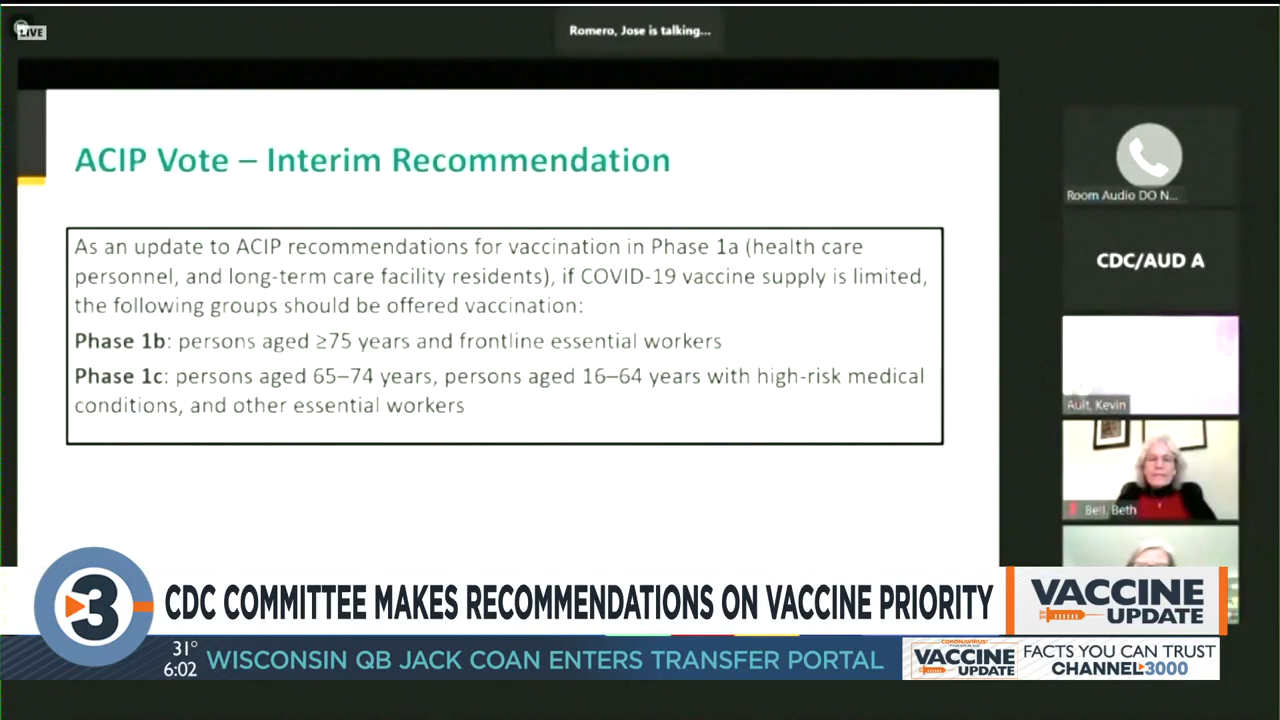 LIVE
Romero, Jose is talking...
ACIP Vote – Interim Recommendation
As an update to ACIP recommendations for vaccination in Phase 1a (health care
personnel, and long-term care facility residents), if COVID-19 vaccine supply is limited,
the following groups should be offered vaccination:
Phase 1b: persons aged ≥75 years and frontline essential workers
Phase 1c: persons aged 65–74 years, persons aged 16–64 years with high-risk medical
conditions, and other essential workers
Room Audio DO N...
CDC/AUD A
Ault, Kevin
Bell, Beth
3
CDC COMMITTEE MAKES RECOMMENDATIONS ON VACCINE PRIORITY
VACCINE
UPDATE
31°
6:02
WISCONSIN QB JACK COAN ENTERS TRANSFER PORTAL
CORONAVIRUS
VACCINE
UPDATE
FACTS YOU CAN TRUST
CHANNEL3000